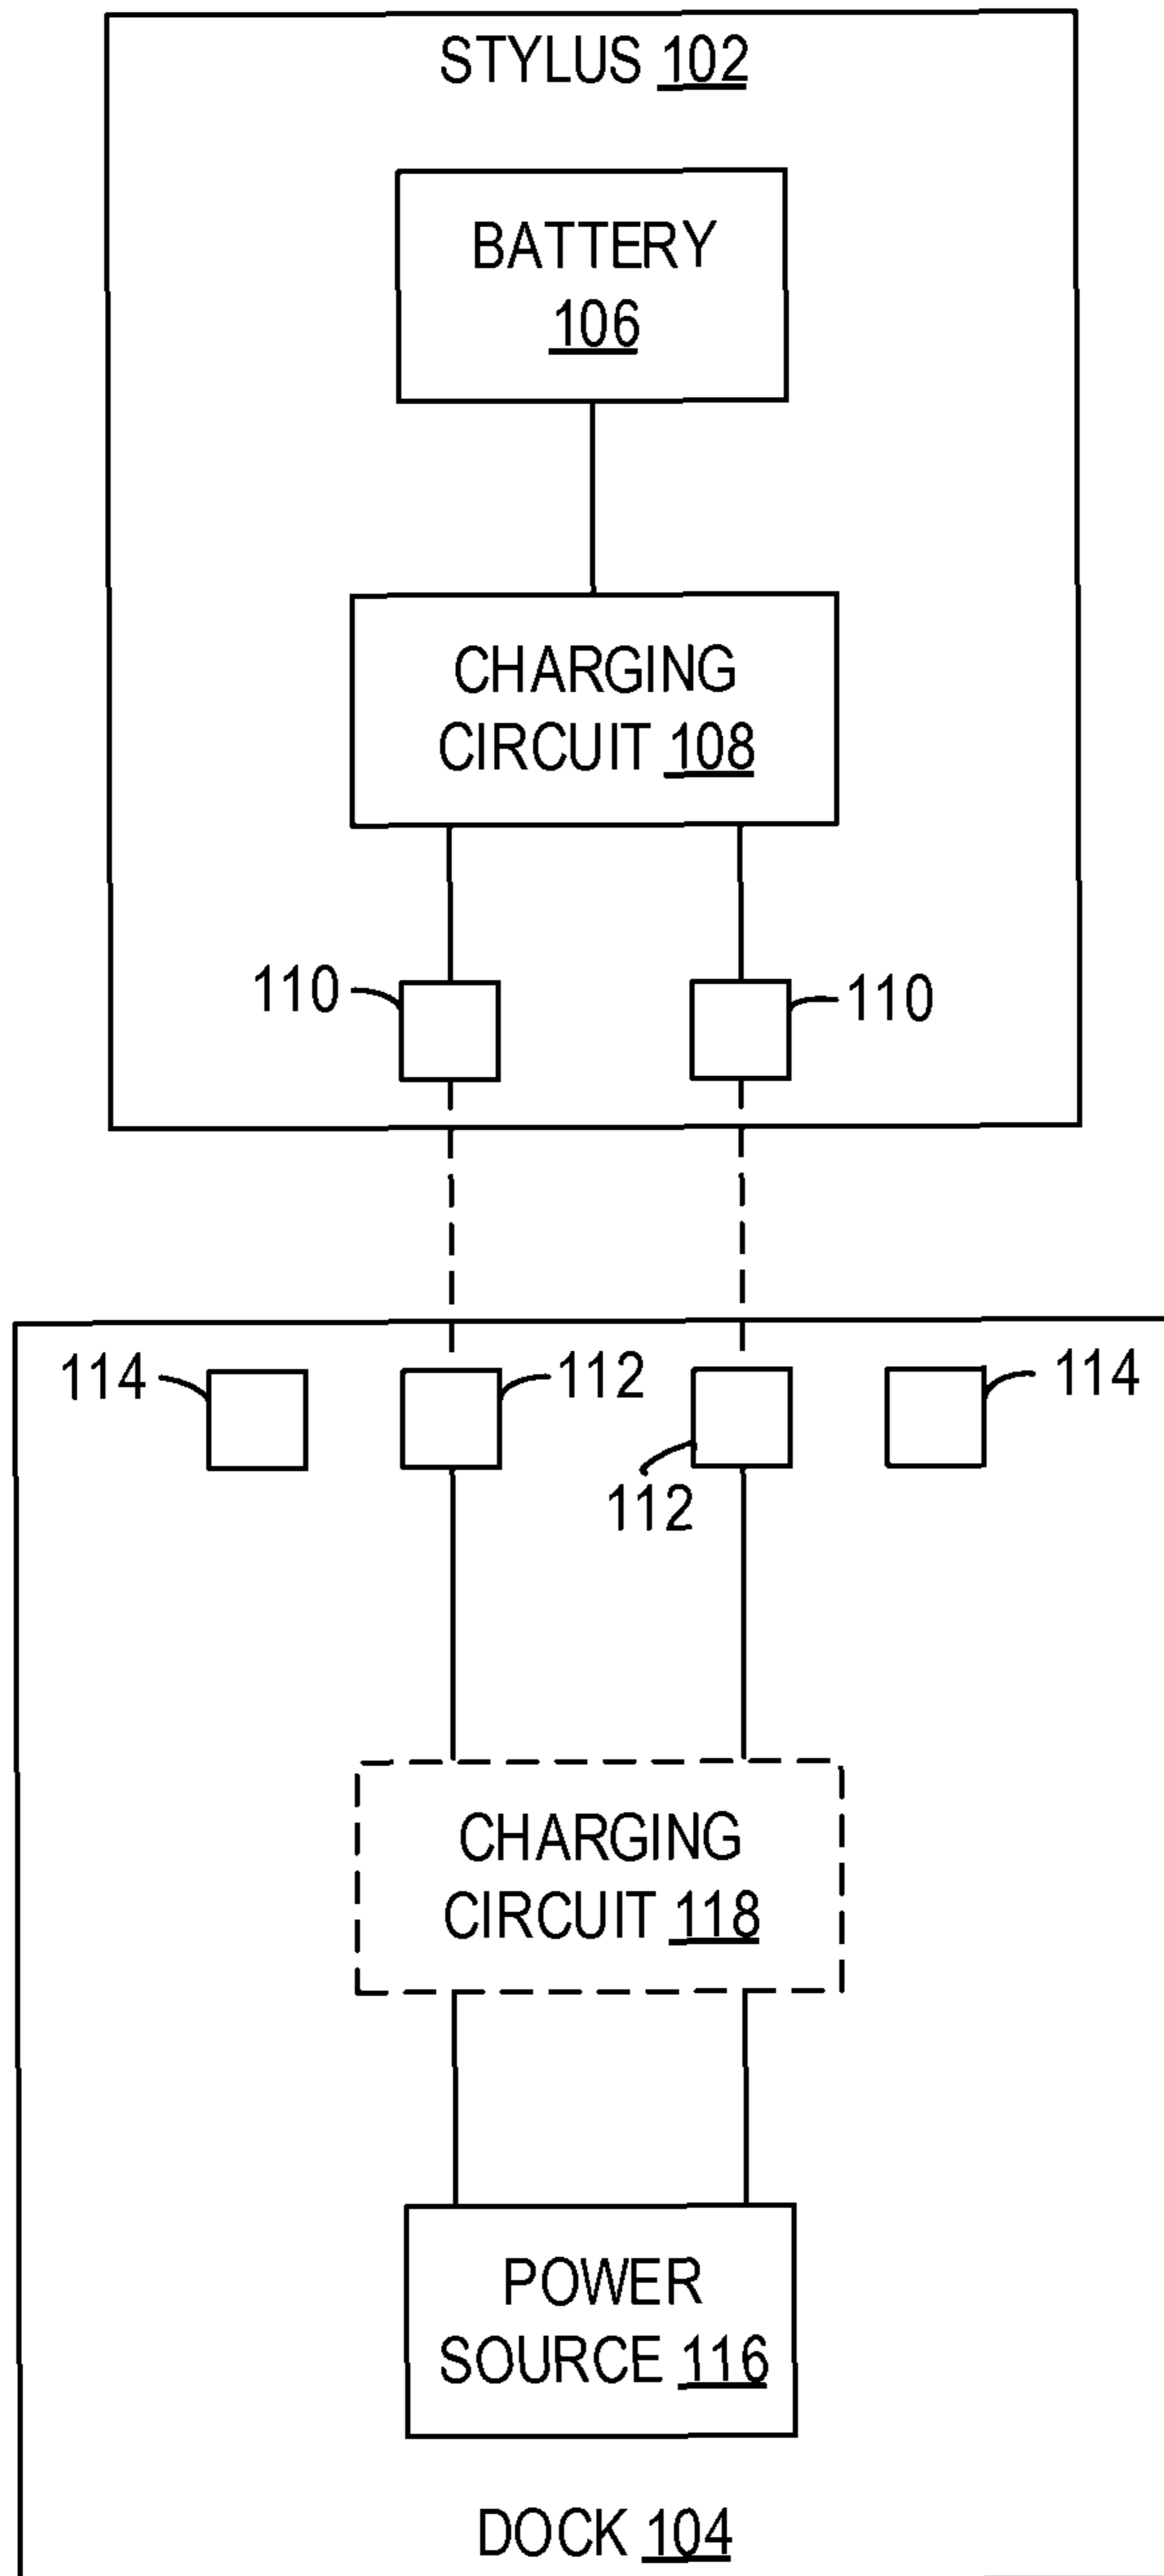 STYLUS 102
BATTERY
106
CHARGING
CIRCUIT 108
110
110
114
112
112
114
CHARGING
CIRCUIT 118
POWER
SOURCE 116
DOCK 104